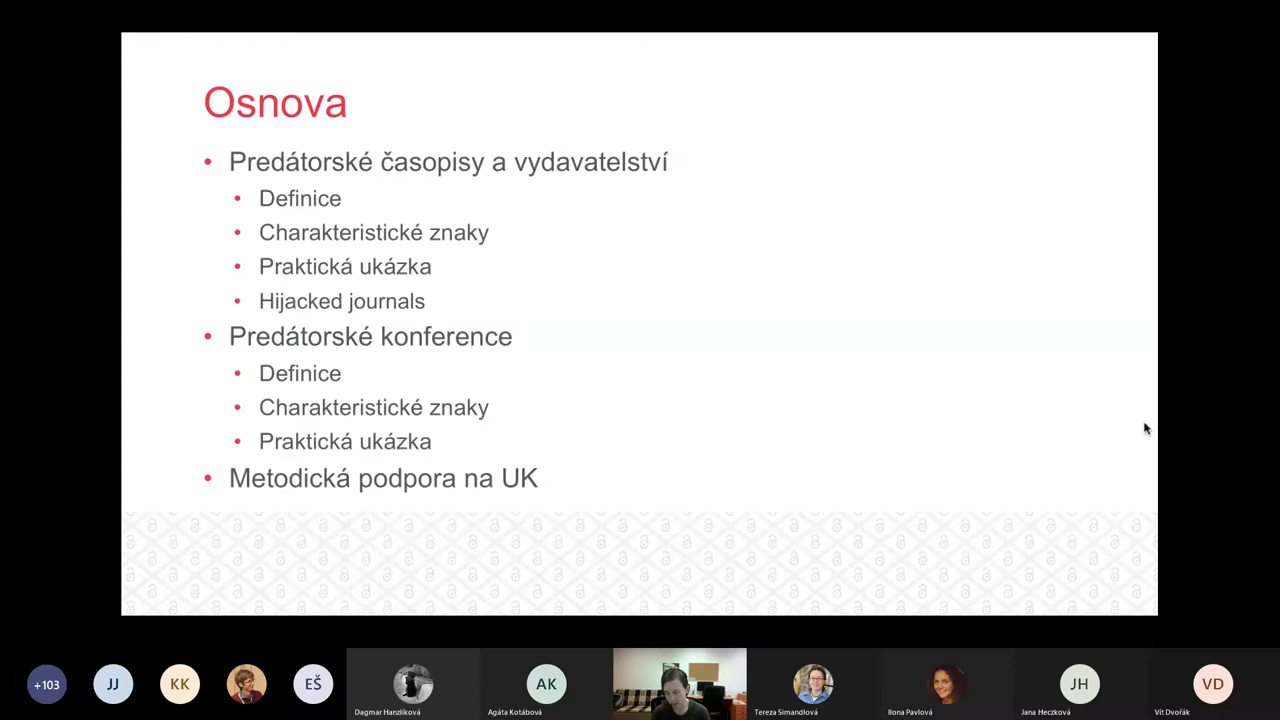 Osnova
• Predátorské časopisy a vydavatelství
• Definice
• Charakteristické znaky
• Praktická ukázka
• Hijacked journals
• Predátorské konference
• Definice
• Charakteristické znaky
• Praktická ukázka
• Metodická podpora na UK
+103 JJ KK EŠ AK JH VD
Dagmar Hanzlíková Agáta Kotábová Tereza Simandlová Ilona Pavlová Jana Heczková Vít Dvořák